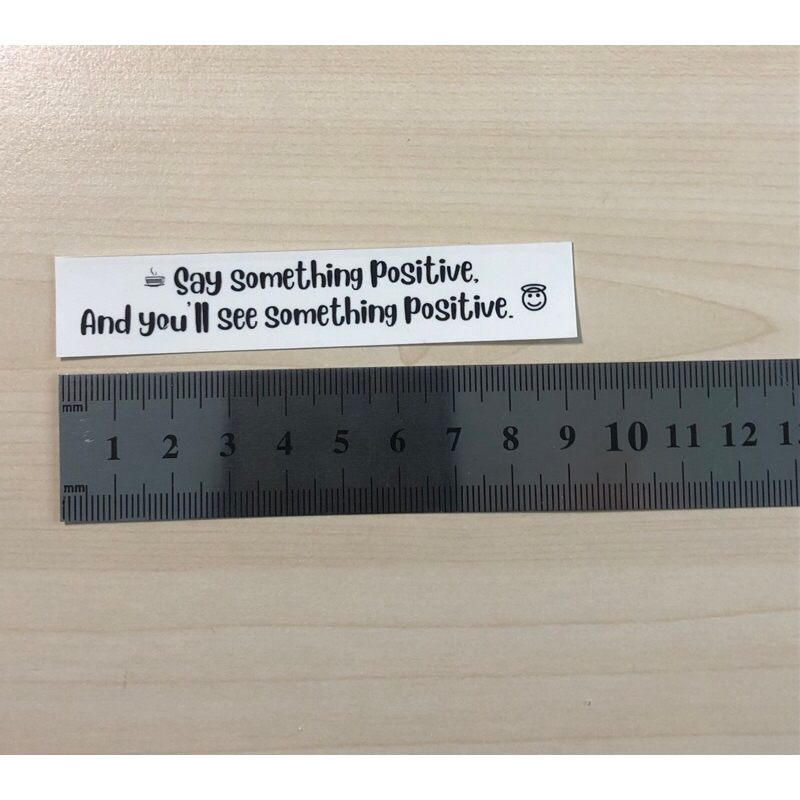 Say something Positive,
And you'll see something Positive.
mm
1 2 3 4 5 6 7 8 9 10 11 12
mm